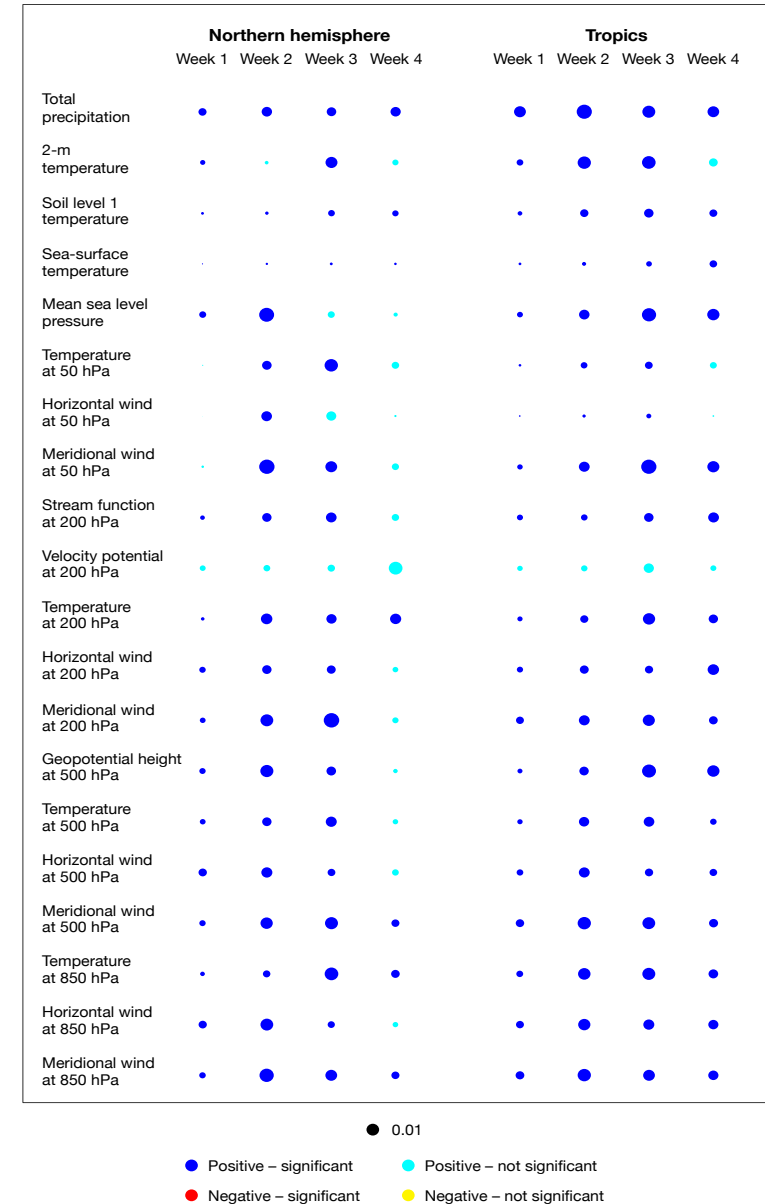 Northern hemisphere Tropics
Week 1 Week 2 Week 3 Week 4 Week 1 Week 2 Week 3 Week 4
Total
precipitation
2-m
temperature
Soil level 1
temperature
Sea-surface
temperature
Mean sea level
pressure
Temperature
at 50 hPa
Horizontal wind
at 50 hPa
Meridional wind
at 50 hPa
Stream function
at 200 hPa
Velocity potential
at 200 hPa
Temperature
at 200 hPa
Horizontal wind
at 200 hPa
Meridional wind
at 200 hPa
Geopotential height
at 500 hPa
Temperature
at 500 hPa
Horizontal wind
at 500 hPa
Meridional wind
at 500 hPa
Temperature
at 850 hPa
Horizontal wind
at 850 hPa
Meridional wind
at 850 hPa
0.01
Positive – significant Positive – not significant
Negative – significant Negative – not significant